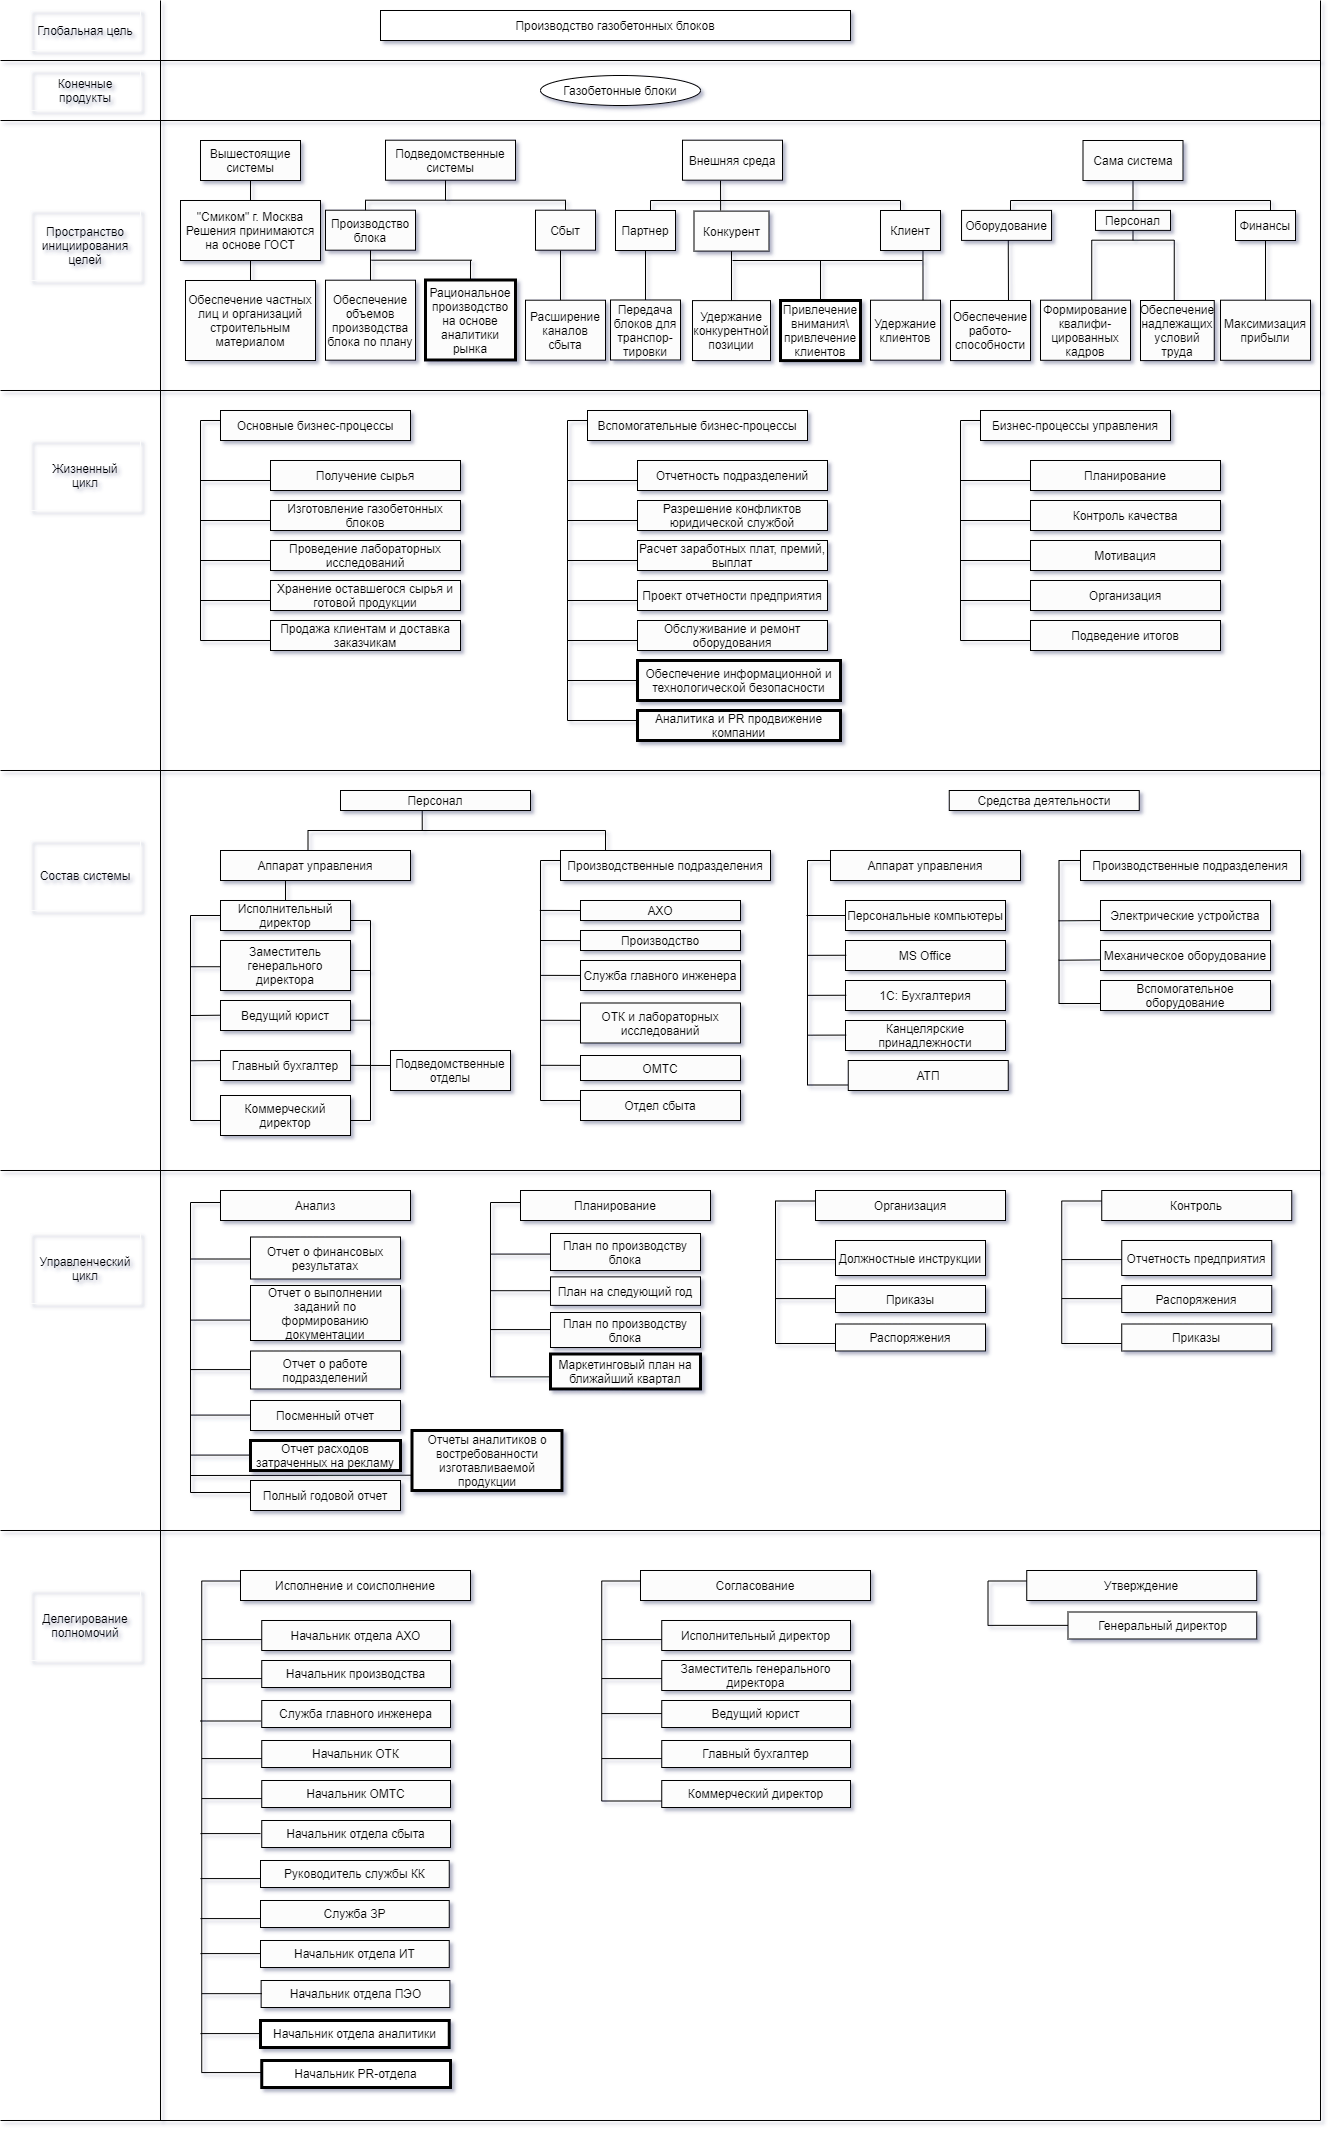 Глобальная цель
Производство газобетонных блоков
Конечные
продукты
Газобетонные блоки
Пространство
инициирования
целей
Вышестоящие
системы
Подведомственные
системы
Внешняя среда
Сама система
"Смиком" г. Москва
Решения принимаются
на основе ГОСТ
Производство
блока
Сбыт
Партнер
Конкурент
Клиент
Оборудование
Персонал
Финансы
Обеспечение частных
лиц и организаций
строительным
материалом
Обеспечение
объемов
производства
блока по плану
Рациональное
производство
на основе
аналитики
рынка
Расширение
каналов
сбыта
Передача
блоков для
транспор-
тировки
Удержание
конкурентной
позиции
Привлечение
внимания\
привлечение
клиентов
Удержание
клиентов
Обеспечение
работо-
способности
Формирование
квалифи-
цированных
кадров
Обеспечение
надлежащих
условий
труда
Максимизация
прибыли
Жизненный
цикл
Основные бизнес-процессы
Получение сырья
Изготовление газобетонных
блоков
Проведение лабораторных
исследований
Хранение оставшегося сырья и
готовой продукции
Продажа клиентам и доставка
заказчикам
Вспомогательные бизнес-процессы
Отчетность подразделений
Разрешение конфликтов
юридической службой
Расчет заработных плат, премий,
выплат
Проект отчетности предприятия
Обслуживание и ремонт
оборудования
Обеспечение информационной и
технологической безопасности
Аналитика и PR продвижение
компании
Бизнес-процессы управления
Планирование
Контроль качества
Мотивация
Организация
Подведение итогов
Состав системы
Персонал
Аппарат управления
Исполнительный
директор
Заместитель
генерального
директора
Ведущий юрист
Главный бухгалтер
Коммерческий
директор
Подведомственные
отделы
Производственные подразделения
АХО
Производство
Служба главного инженера
ОТК и лабораторных
исследований
ОМТС
Отдел сбыта
Средства деятельности
Аппарат управления
Персональные компьютеры
MS Office
1С: Бухгалтерия
Канцелярские
принадлежности
АТП
Производственные подразделения
Электрические устройства
Механическое оборудование
Вспомогательное
оборудование
Управленческий
цикл
Анализ
Отчет о финансовых
результатах
Отчет о выполнении
заданий по
формированию
документации
Отчет о работе
подразделений
Посменный отчет
Отчет расходов
затраченных на рекламу
Отчеты аналитиков о
востребованности
изготавливаемой
продукции
Полный годовой отчет
Планирование
План по производству
блока
План на следующий год
План по производству
блока
Маркетинговый план на
ближайший квартал
Организация
Должностные инструкции
Приказы
Распоряжения
Контроль
Отчетность предприятия
Распоряжения
Приказы
Делегирование
полномочий
Исполнение и соисполнение
Начальник отдела АХО
Начальник производства
Служба главного инженера
Начальник ОТК
Начальник ОМТС
Начальник отдела сбыта
Руководитель службы КК
Служба ЗР
Начальник отдела ИТ
Начальник отдела ПЭО
Начальник отдела аналитики
Начальник PR-отдела
Согласование
Исполнительный директор
Заместитель генерального
директора
Ведущий юрист
Главный бухгалтер
Коммерческий директор
Утверждение
Генеральный директор